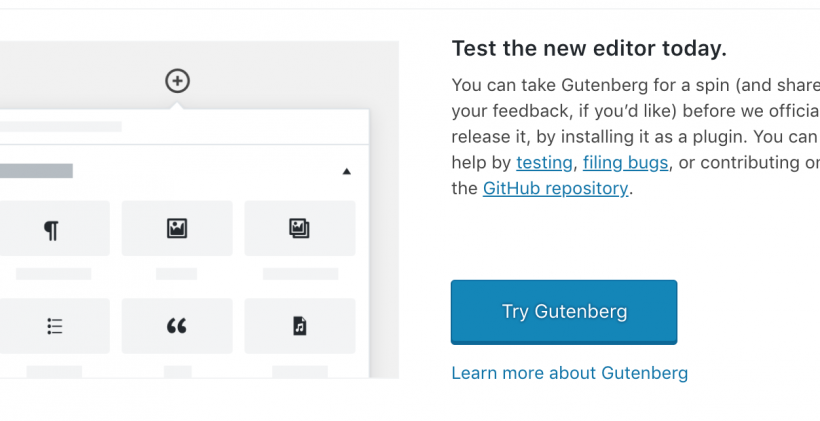 Test the new editor today.
You can take Gutenberg for a spin (and share
your feedback, if you’d like) before we officia
release it, by installing it as a plugin. You can
help by testing, filing bugs, or contributing on
the GitHub repository.
Try Gutenberg
Learn more about Gutenberg